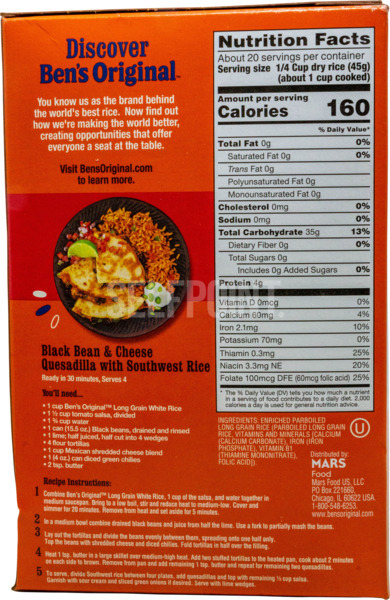 Discover
Ben's Original™
You know us as the brand behind
the world's best rice. Now find out
how we're making the world better,
creating opportunities that offer
everyone a seat at the table.
Visit BensOriginal.com
to learn more.
SELFPOINT.
Black Bean & Cheese
Quesadilla with Southwest Rice
Ready in 30 minutes, Serves 4
You'll need...
• 1 cup Ben's Original™ Long Grain White Rice
• 1 ½ cup tomato salsa, divided
• 1 ¾ cup water
• 1 can (15.5 oz.) Black beans, drained and rinsed
• 1 lime; half juiced, half cut into 4 wedges
• 4 flour tortillas
• 1 cup Mexican shredded cheese blend
• 1 (4 oz.) can diced green chilies
• 2 tsp. butter
Recipe Instructions:
1 Combine Ben's Original™ Long Grain White Rice, 1 cup of the salsa, and water together in
medium saucepan. Bring to a low boil, stir and reduce heat to medium-low. Cover and
simmer for 20 minutes. Remove from heat and set aside for 5 minutes.
2 In a medium bowl combine drained black beans and juice from half the lime. Use a fork to partially mash the beans.
3 Lay out the tortillas and divide the beans evenly between them, spreading onto one half only.
Top the beans with shredded cheese and diced chilies. Fold tortillas in half over the filling.
4 Heat 1 tsp. butter in a large skillet over medium-high heat. Add two stuffed tortillas to the heated pan, cook about 2 minutes
on each side to brown. Remove from pan and add remaining 1 tsp. butter and repeat for remaining two quesadillas.
5 To serve, divide Southwest rice between four plates, add quesadillas and top with remaining ½ cup salsa.
Garnish with sour cream and sliced green onions if desired. Serve with lime wedges.
Nutrition Facts
About 20 servings per container
Serving size 1/4 Cup dry rice (45g)
(about 1 cup cooked)
Amount per serving
Calories 160
% Daily Value*
Total Fat 0g 0%
Saturated Fat 0g 0%
Trans Fat 0g
Polyunsaturated Fat 0g
Monounsaturated Fat 0g
Cholesterol 0mg 0%
Sodium 0mg 0%
Total Carbohydrate 35g 13%
Dietary Fiber 0g 0%
Total Sugars 0g
Includes 0g Added Sugars 0%
Protein 4g
Vitamin D 0mcg 0%
Calcium 60mg 4%
Iron 2.1mg 10%
Potassium 70mg 0%
Thiamin 0.3mg 25%
Niacin 3.3mg NE 20%
Folate 100mcg DFE (60mcg folic acid) 25%
* The % Daily Value (DV) tells you how much a nutrient
in a serving of food contributes to a daily diet. 2,000
calories a day is used for general nutrition advice.
INGREDIENTS: ENRICHED PARBOILED
LONG GRAIN RICE (PARBOILED LONG GRAIN
RICE, VITAMINS AND MINERALS [CALCIUM
(CALCIUM CARBONATE), IRON (IRON
PHOSPHATE), VITAMIN B1
(THIAMINE MONONITRATE),
FOLIC ACID]).
U
Distributed by:
MARS
Food
Mars Food US, LLC
PO Box 221660,
Chicago, IL 60622 USA
1-800-548-6253.
www.bensoriginal.com